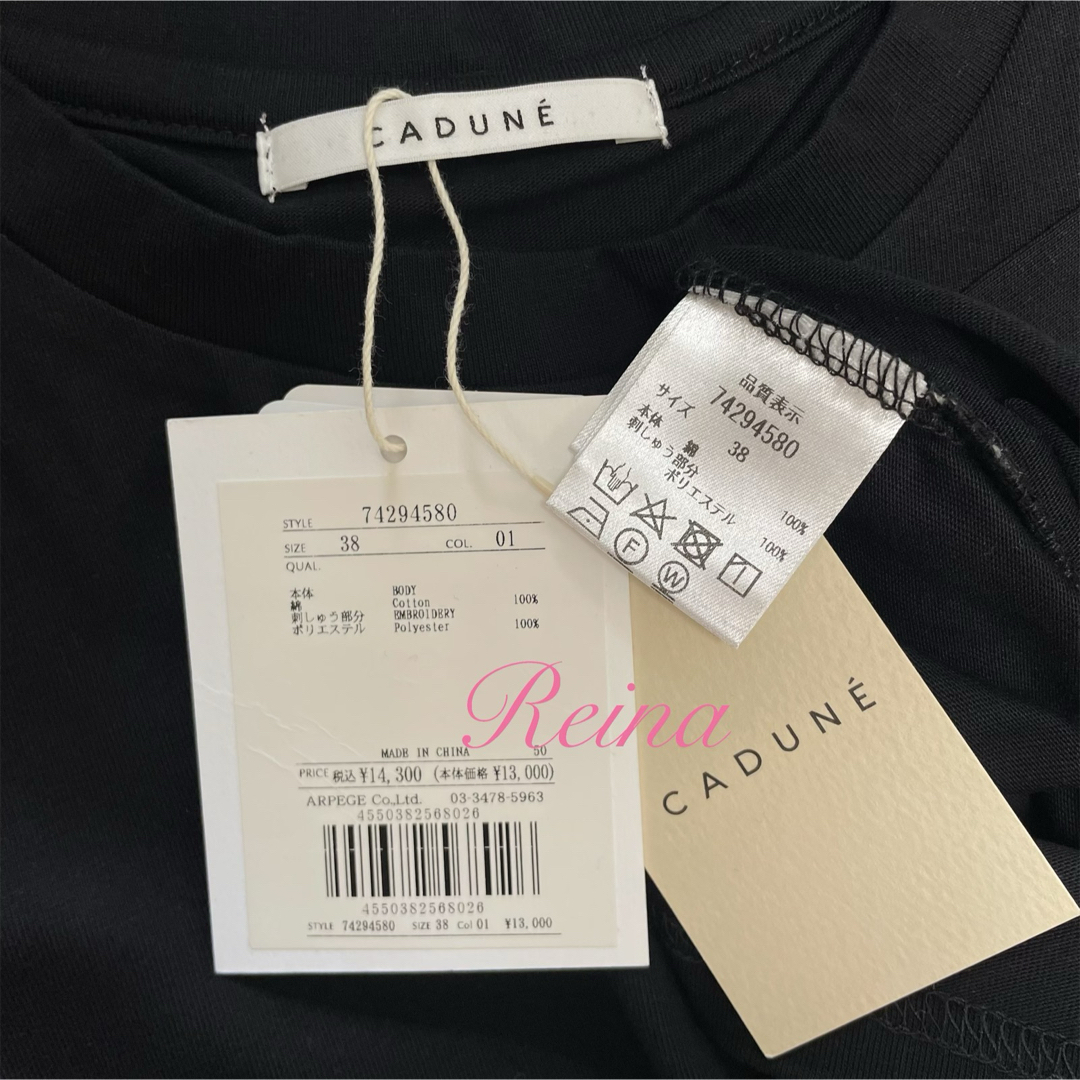 CADUNÉ
品質表示
74294580
サイズ 38
本体 綿 100%
刺しゅう部分
ポリエステル 100%
F
W
STYLE 74294580
SIZE 38 COL. 01
QUAL.
本体 BODY
綿 Cotton 100%
刺しゅう部分 EMBROIDERY
ポリエステル Polyester 100%
Reina
MADE IN CHINA 50
PRICE 税込 ¥14,300 (本体価格 ¥13,000)
ARPEGE Co.,Ltd. 03-3478-5963
4550382568026
4550382568026
STYLE 74294580 SIZE 38 Col 01 ¥13,000
CADUNÉ